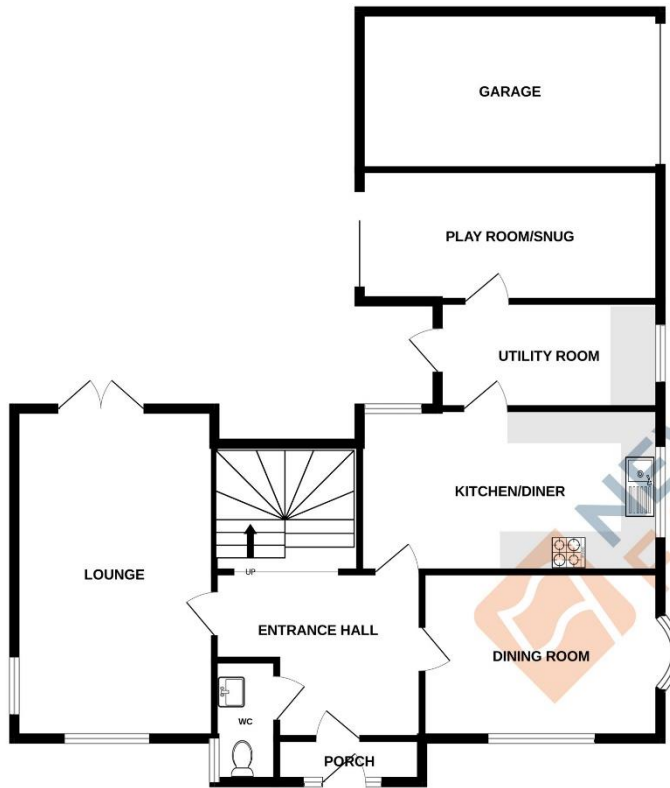 GARAGE
PLAY ROOM/SNUG
UTILITY ROOM
KITCHEN/DINER
LOUNGE
UP
ENTRANCE HALL
DINING ROOM
WC
PORCH